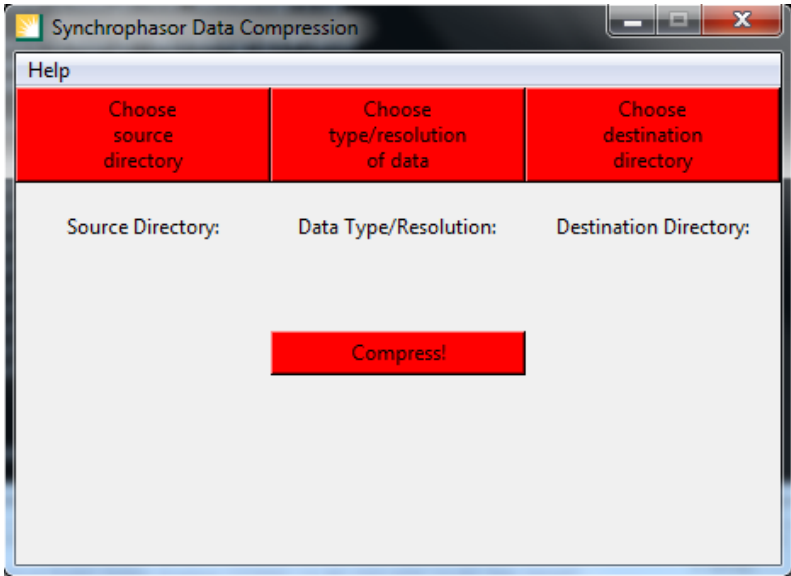 Synchrophasor Data Compression
Help
Choose
source
directory
Choose
type/resolution
of data
Choose
destination
directory
Source Directory:
Data Type/Resolution:
Destination Directory:
Compress!